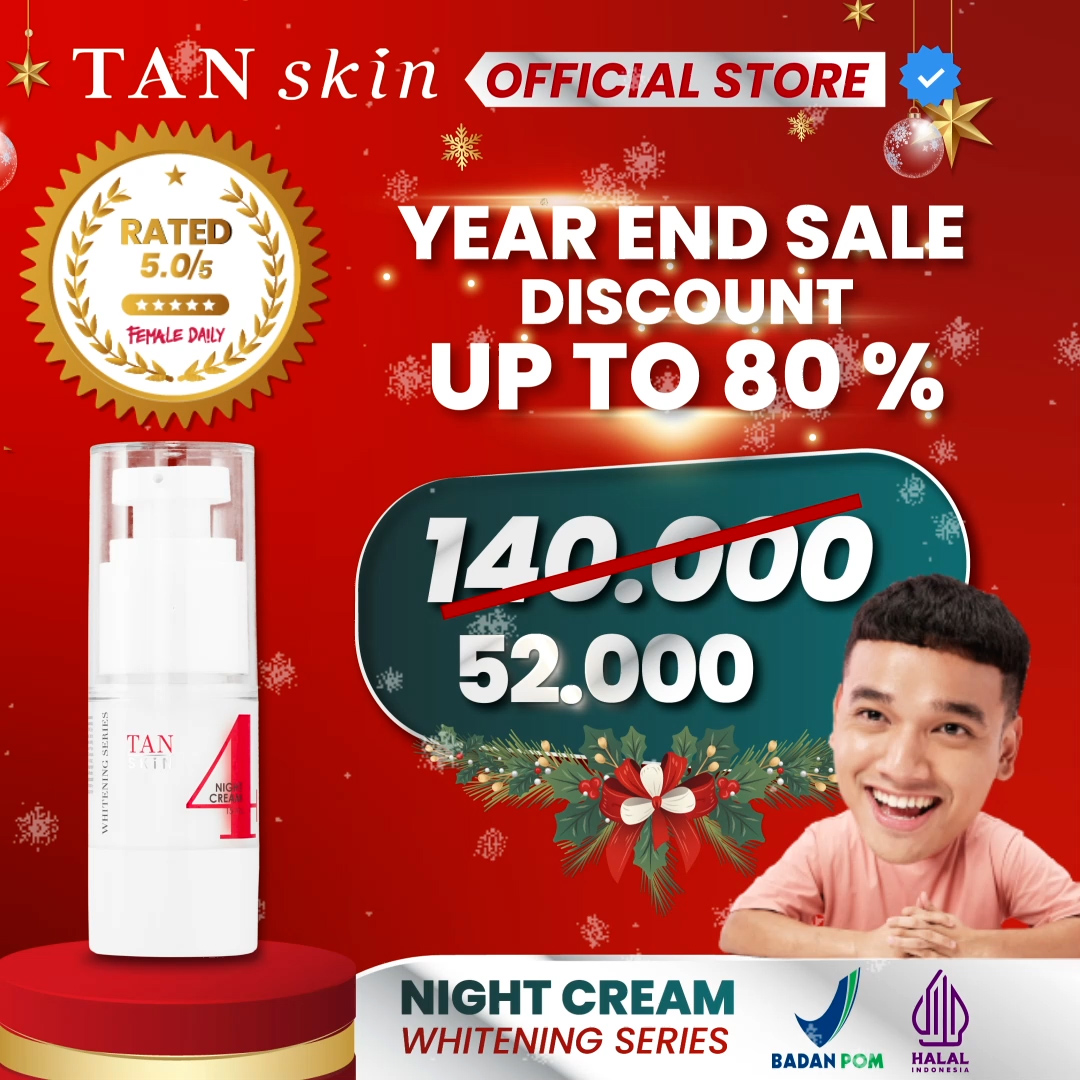 TAN skin
OFFICIAL STORE
RATED
5.0/5
FEMALE DAILY
YEAR END SALE
DISCOUNT
UP TO 80 %
140.000
52.000
WHITENING SERIES
TAN
SKiN
4
NIGHT
CREAM
NIGHT CREAM
WHITENING SERIES
BADAN POM
HALAL
INDONESIA